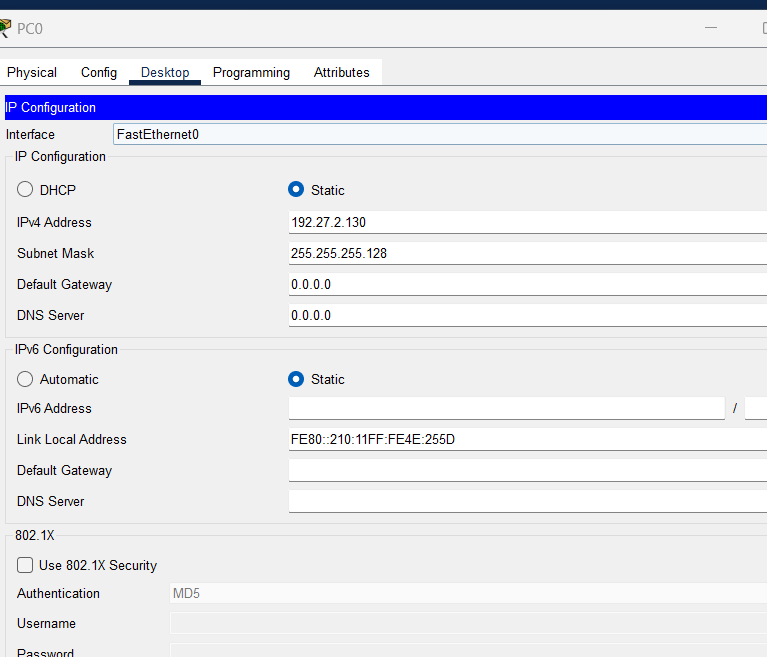 PC0
Physical Config Desktop Programming Attributes
IP Configuration
Interface FastEthernet0
IP Configuration
DHCP Static
IPv4 Address 192.27.2.130
Subnet Mask 255.255.255.128
Default Gateway 0.0.0.0
DNS Server 0.0.0.0
IPv6 Configuration
Automatic Static
IPv6 Address /
Link Local Address FE80::210:11FF:FE4E:255D
Default Gateway
DNS Server
802.1X
Use 802.1X Security
Authentication MD5
Username
Password